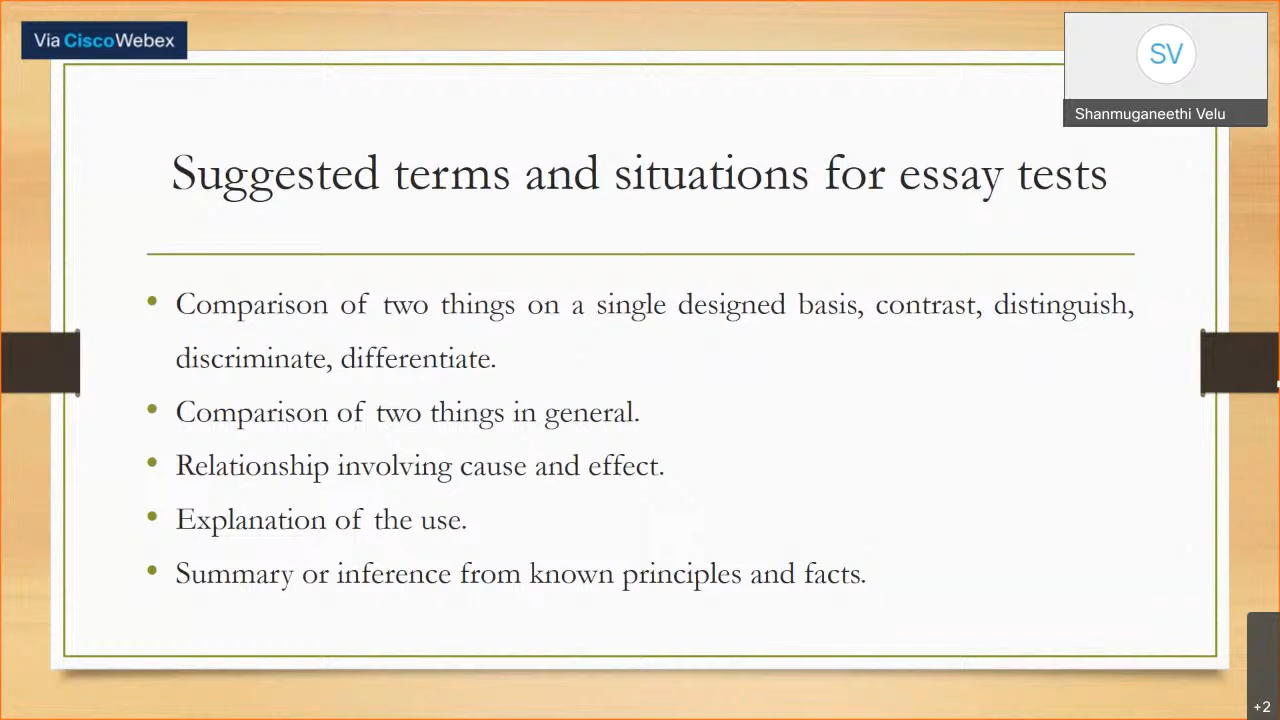 Via CiscoWebex
SV
Shanmuganeethi Velu
Suggested terms and situations for essay tests
• Comparison of two things on a single designed basis, contrast, distinguish,
discriminate, differentiate.
• Comparison of two things in general.
• Relationship involving cause and effect.
• Explanation of the use.
• Summary or inference from known principles and facts.
+2